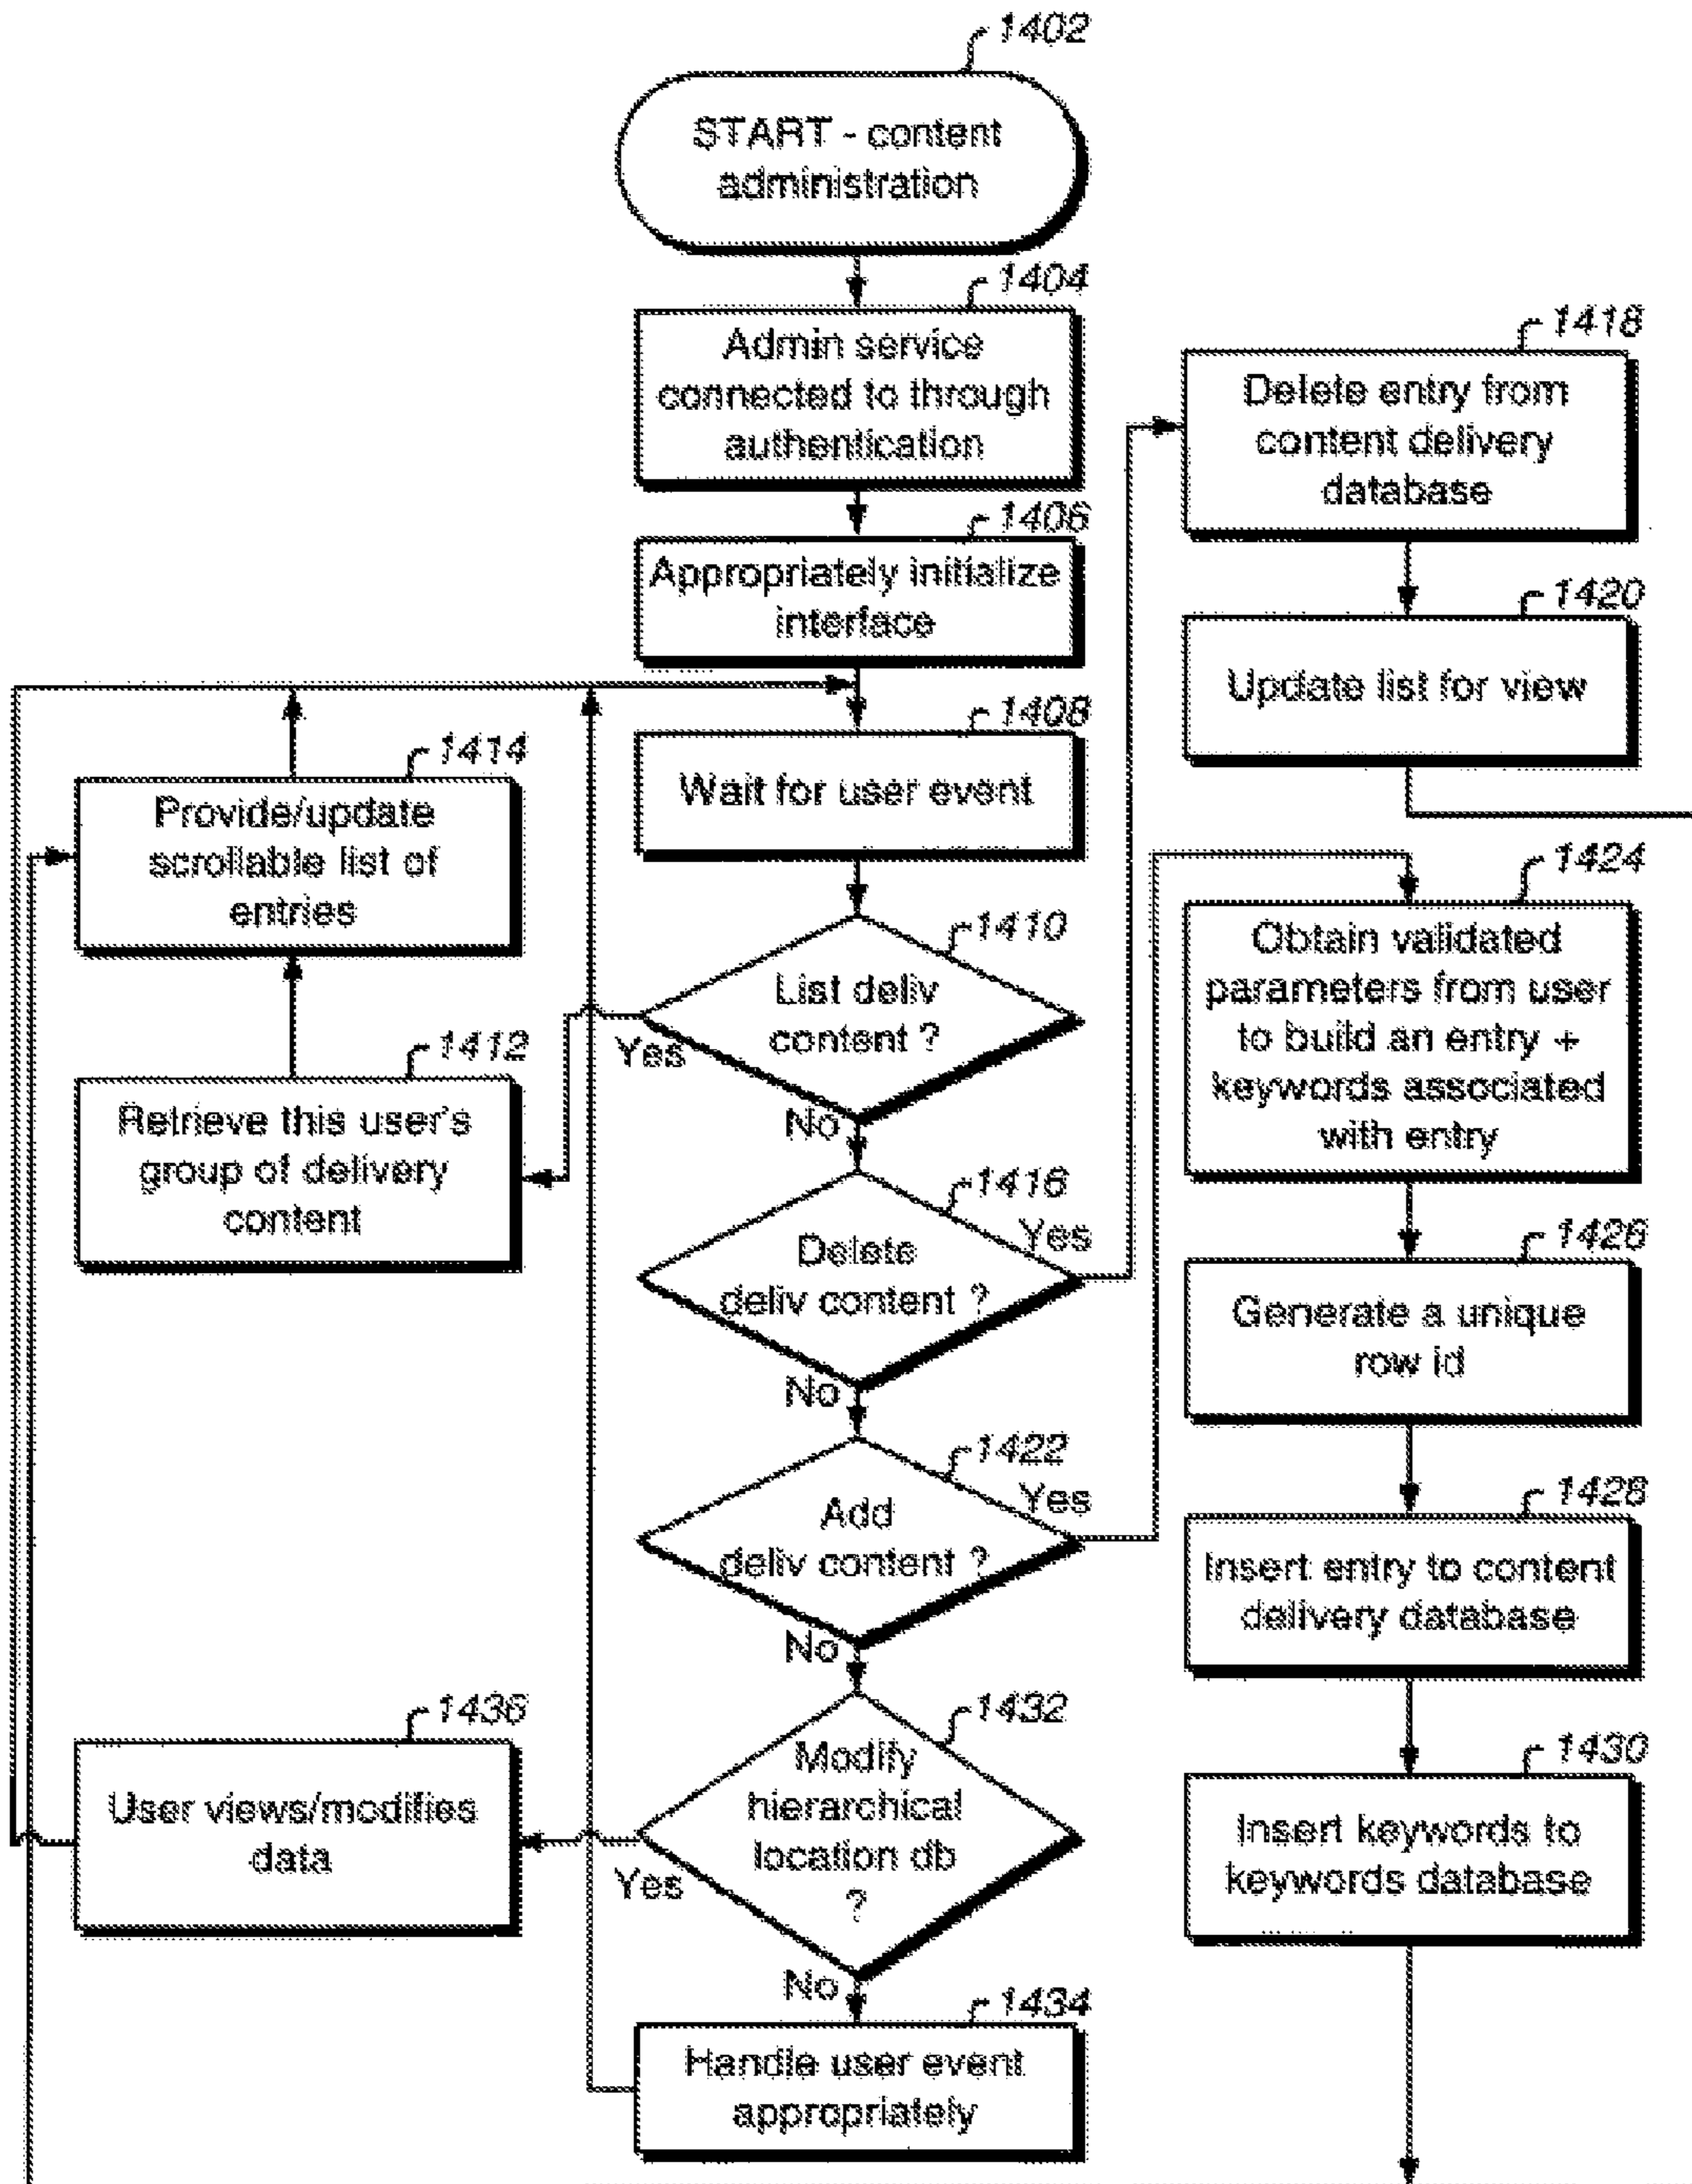 1402
START - content
administration
1404
Admin service
connected to through
authentication
1406
Appropriately initialize
interface
1408
Wait for user event
1410
List deliv
content ?
Yes
No
1412
Retrieve this user's
group of delivery
content
1414
Provide/update
scrollable list of
entries
1416
Delete
deliv content ?
Yes
No
1418
Delete entry from
content delivery
database
1420
Update list for view
1422
Add
deliv content ?
Yes
No
1424
Obtain validated
parameters from user
to build an entry +
keywords associated
with entry
1426
Generate a unique
row id
1428
Insert entry to content
delivery database
1430
Insert keywords to
keywords database
1432
Modify
hierarchical
location db
?
Yes
No
1436
User views/modifies
data
1434
Handle user event
appropriately